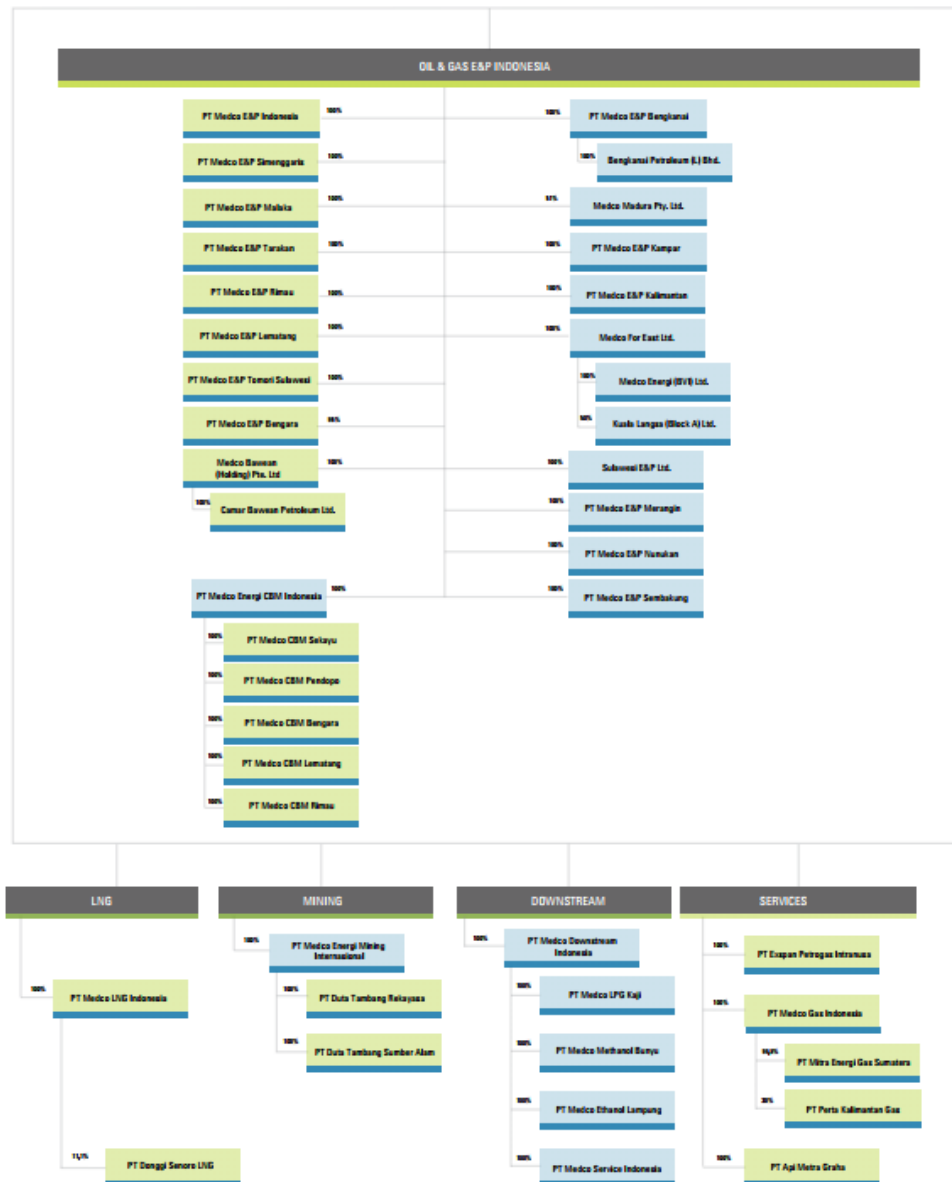 OIL & GAS E&P INDONESIA
PT Medco E&P Indonesia
100%
100%
PT Medco E&P Bengkanai
100%
Bengkanai Petroleum (L) Bhd.
PT Medco E&P Simenggaris
PT Medco E&P Malaka
100%
51%
Medco Madura Pty. Ltd.
PT Medco E&P Tarakan
100%
100%
PT Medco E&P Kampar
PT Medco E&P Rimau
100%
100%
PT Medco E&P Kalimantan
PT Medco E&P Lematang
100%
100%
Medco Far East Ltd.
PT Medco E&P Tomori Sulawesi
100%
100%
Medco Energi (BVI) Ltd.
PT Medco E&P Bengara
95%
50%
Kuala Langsa (Block A) Ltd.
Medco Bawean
(Holding) Pte. Ltd
100%
100%
Sulawesi E&P Ltd.
100%
Camar Bawean Petroleum Ltd.
100%
PT Medco E&P Merangin
100%
PT Medco E&P Nunukan
PT Medco Energi CBM Indonesia
100%
100%
PT Medco E&P Sembakung
100%
PT Medco CBM Sekayu
100%
PT Medco CBM Pendopo
100%
PT Medco CBM Bengara
100%
PT Medco CBM Lematang
100%
PT Medco CBM Rimau
LNG
MINING
DOWNSTREAM
SERVICES
100%
PT Medco LNG Indonesia
11,1%
PT Donggi Senoro LNG
100%
PT Medco Energi Mining
Internasional
100%
PT Duta Tambang Rekayasa
100%
PT Duta Tambang Sumber Alam
100%
PT Medco Downstream
Indonesia
100%
PT Medco LPG Kaji
100%
PT Medco Methanol Bunyu
100%
PT Medco Ethanol Lampung
100%
PT Medco Service Indonesia
100%
PT Exspan Petrogas Intranusa
100%
PT Medco Gas Indonesia
PT Mitra Energi Gas Sumatera
30%
PT Perta Kalimantan Gas
100%
PT Api Metra Graha